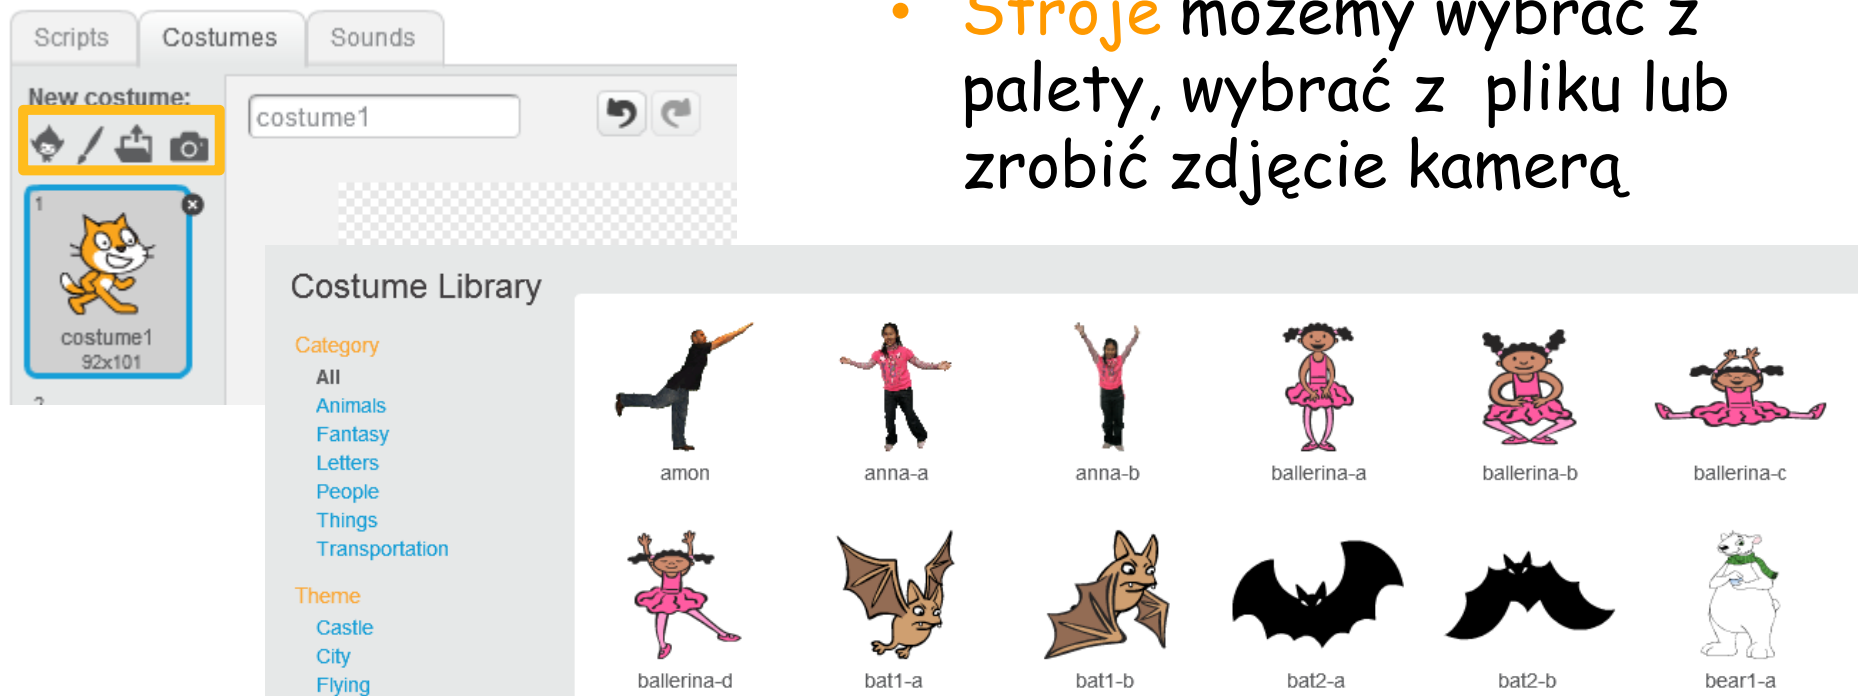 Scripts Costumes Sounds
New costume:
costume1
1
costume1
92x101
2
• Stroje możemy wybrać z
palety, wybrać z pliku lub
zrobić zdjęcie kamerą
Costume Library
Category
All
Animals
Fantasy
Letters
People
Things
Transportation
Theme
Castle
City
Flying
amon anna-a anna-b ballerina-a ballerina-b ballerina-c
ballerina-d bat1-a bat1-b bat2-a bat2-b bear1-a